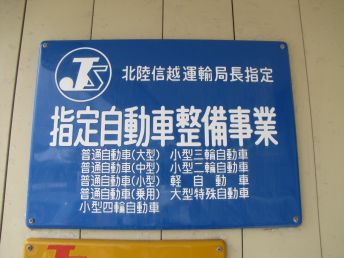 JS 北陸信越運輸局長指定
指定自動車整備事業
普通自動車(大型) 小型三輪自動車
普通自動車(中型) 小型二輪自動車
普通自動車(小型) 軽自動車
普通自動車(乗用) 大型特殊自動車
小型四輪自動車